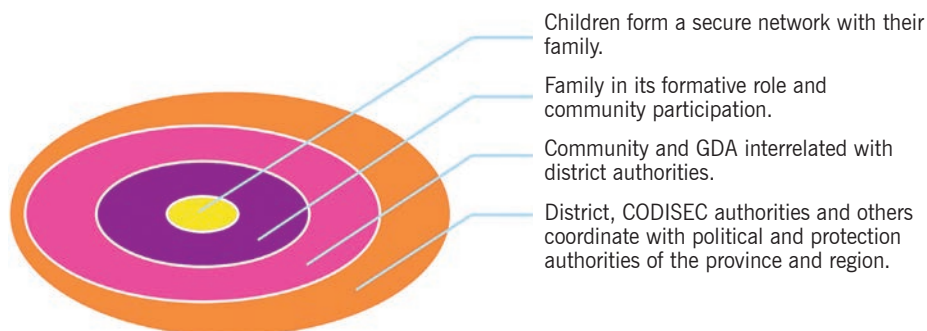 Children form a secure network with their
family.
Family in its formative role and
community participation.
Community and GDA interrelated with
district authorities.
District, CODISEC authorities and others
coordinate with political and protection
authorities of the province and region.